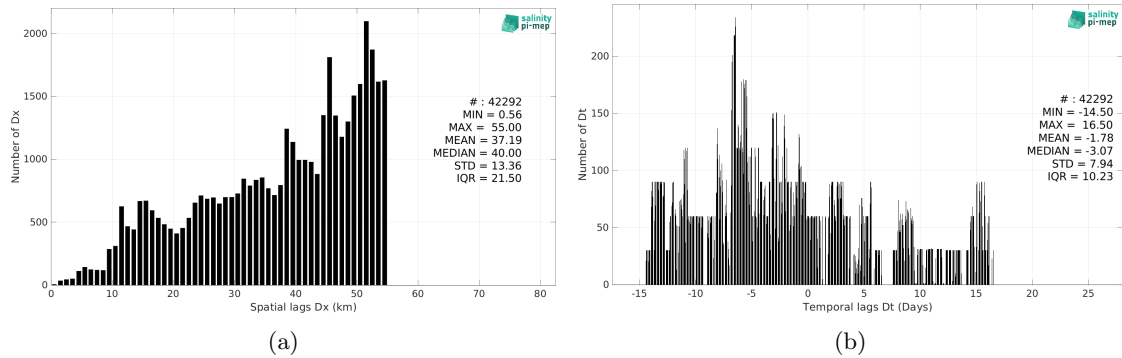 salinity
pi-mep
2000
1500
1000
500
0
Number of Dx
# : 42292
MIN = 0.56
MAX = 55.00
MEAN = 37.19
MEDIAN = 40.00
STD = 13.36
IQR = 21.50
0 10 20 30 40 50 60 70 80
Spatial lags Dx (km)
(a)
salinity
pi-mep
200
150
100
50
0
Number of Dt
# : 42292
MIN = -14.50
MAX = 16.50
MEAN = -1.78
MEDIAN = -3.07
STD = 7.94
IQR = 10.23
-15 -10 -5 0 5 10 15 20 25
Temporal lags Dt (Days)
(b)